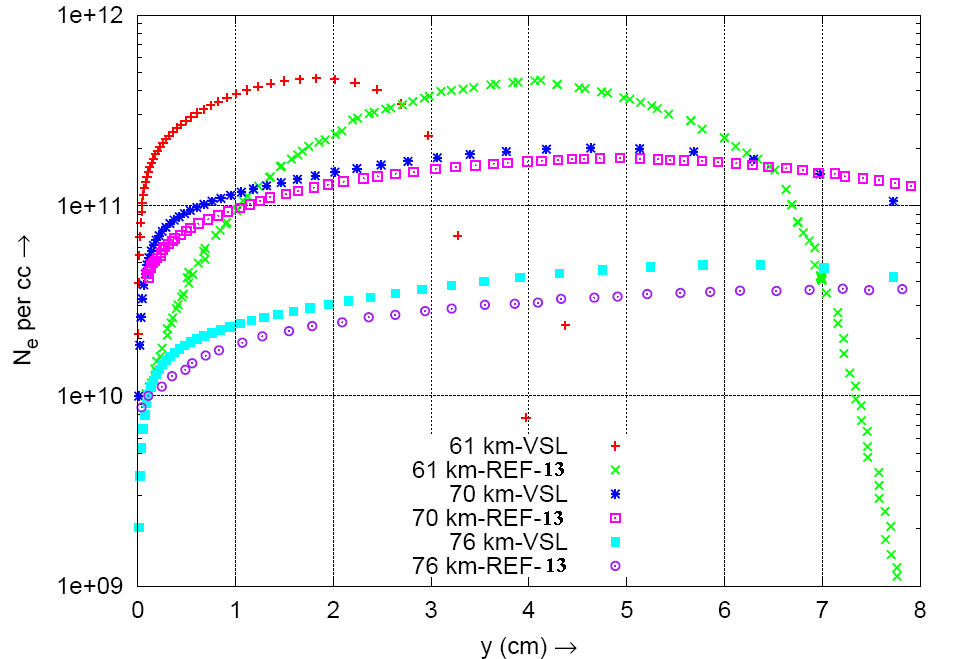 1e+12
1e+11
1e+10
1e+09
Ne per cc →
61 km-VSL
61 km-REF-13
70 km-VSL
70 km-REF-13
76 km-VSL
76 km-REF-13
0 1 2 3 4 5 6 7 8
y (cm) →